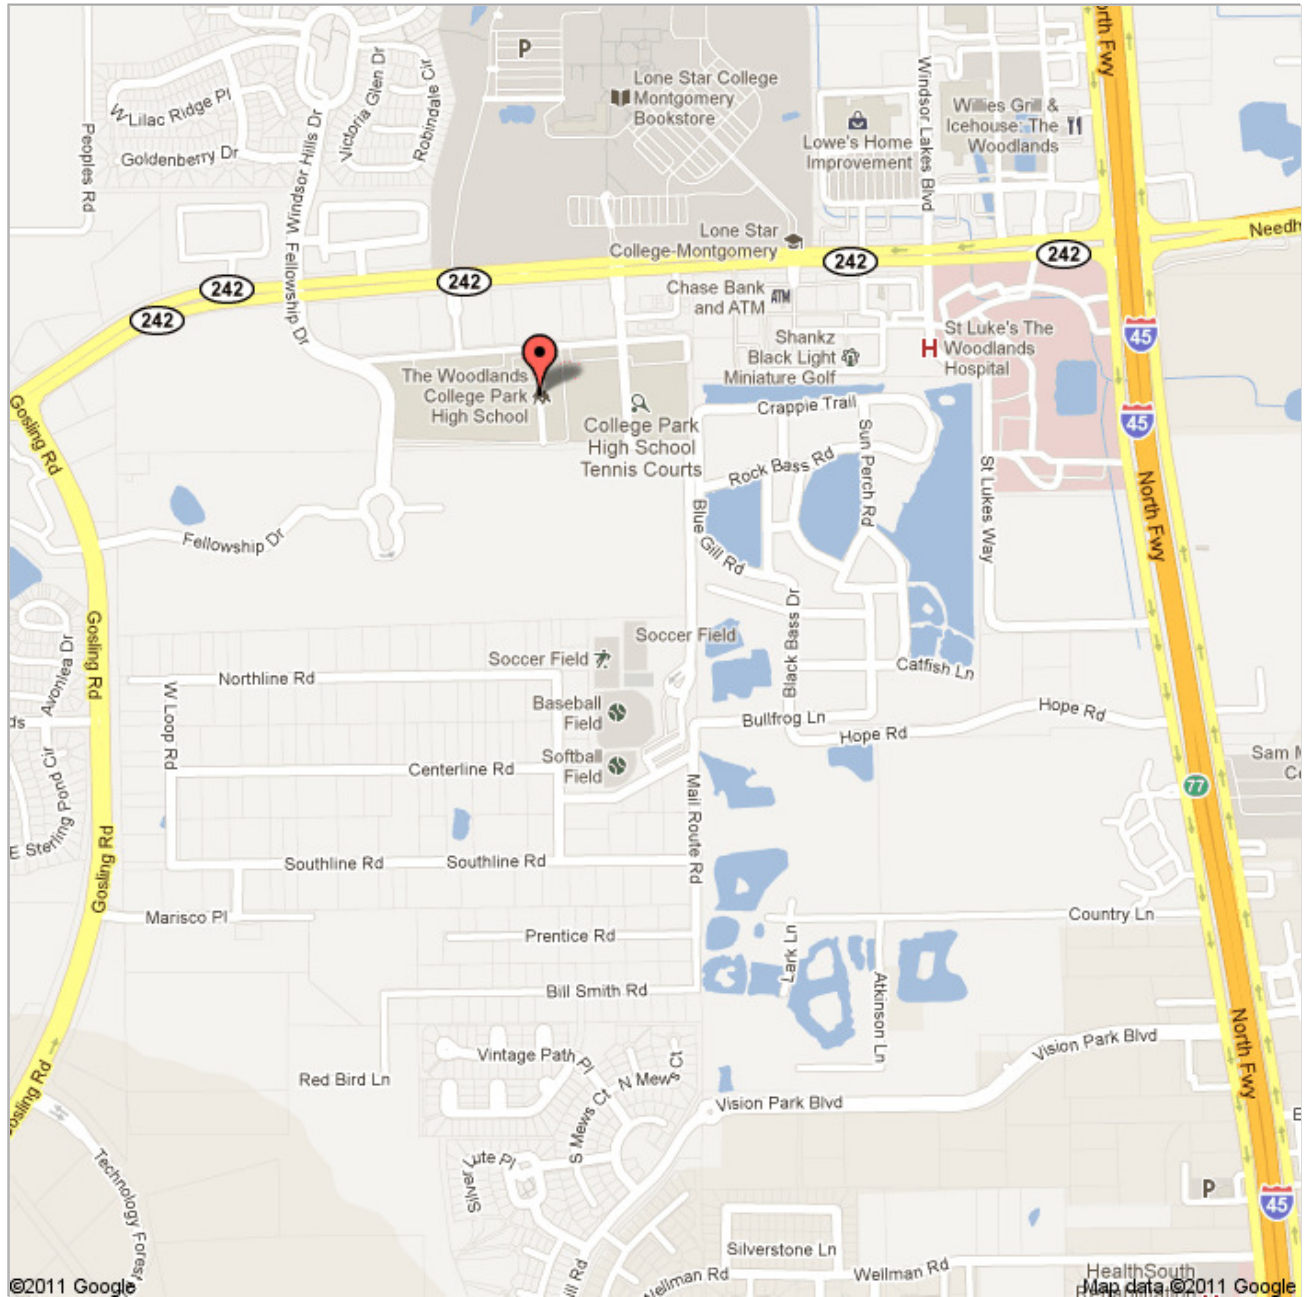 North Fwy
P
Lone Star College
Montgomery
Bookstore
Willies Grill &
Icehouse: The
Woodlands
Lowe's Home
Improvement
Windsor Lakes Blvd
W Lilac Ridge Pl
Goldenberry Dr
Victoria Glen Dr
Robindale Cir
Peoples Rd
Windsor Hills Dr
Fellowship Dr
Lone Star
College-Montgomery
Needh
242
242
242
242
242
Chase Bank
and ATM
ATM
Shankz
Black Light
Miniature Golf
H
St Luke's The
Woodlands
Hospital
45
The Woodlands
College Park
High School
College Park
High School
Tennis Courts
Crappie Trail
Rock Bass Rd
Sun Perch Rd
45
Gosling Rd
St Lukes Way
North Fwy
Fellowship Dr
Blue Gill Rd
Black Bass Dr
Gosling Rd
Avonlea Dr
Soccer Field
Soccer Field
Northline Rd
Catfish Ln
W Loop Rd
Baseball
Field
Bullfrog Ln
Hope Rd
Hope Rd
ds
Softball
Field
Centerline Rd
Sam M
Ce
77
Mail Route Rd
E Sterling Pond Cir
Gosling Rd
Southline Rd
Southline Rd
Marisco Pl
Country Ln
Prentice Rd
Lark Ln
Atkinson Ln
Bill Smith Rd
Vision Park Blvd
North Fwy
Vintage Path Pl
N Mews Ct
Red Bird Ln
Vision Park Blvd
S Mews Ct
Gosling Rd
Silvery
Lute Pl
Technology Forest
P
45
Silverstone Ln
Wellman Rd
Wellman Rd
ill Rd
HealthSouth
©2011 Google
Map data ©2011 Google